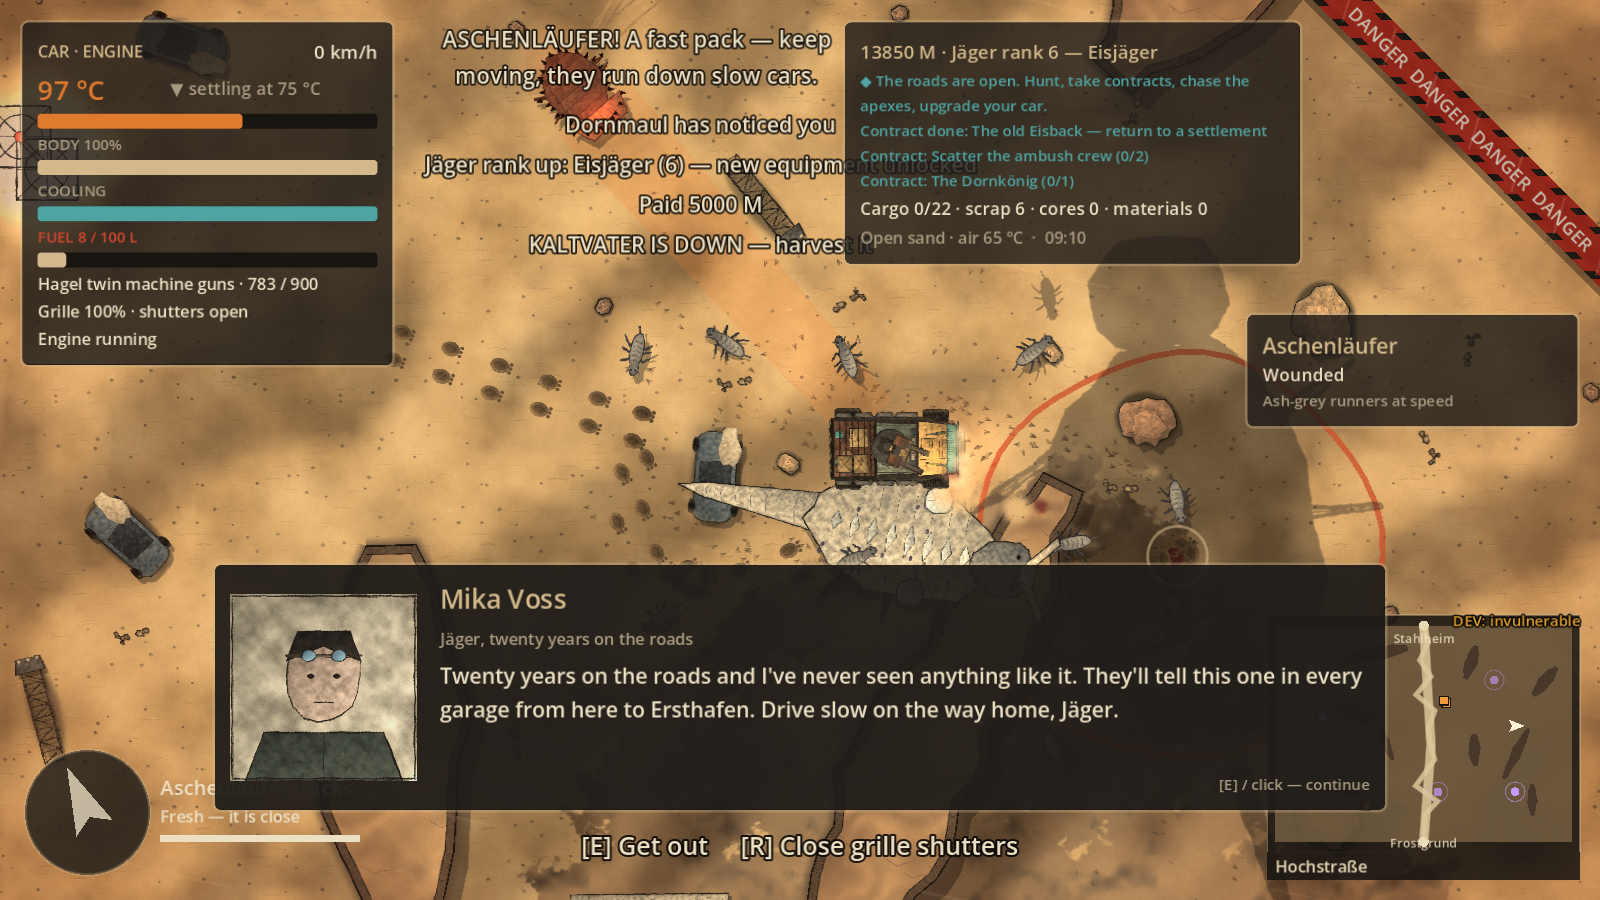 CAR · ENGINE
0 km/h
97 °C
▼ settling at 75 °C
BODY 100%
COOLING
FUEL 8 / 100 L
Hagel twin machine guns · 783 / 900
Grille 100% · shutters open
Engine running
ASCHENLÄUFER! A fast pack — keep
moving, they run down slow cars.
Dornmaul has noticed you
Jäger rank up: Eisjäger (6) — new equipment unlocked
Paid 5000 M
KALTVATER IS DOWN — harvest it
13850 M · Jäger rank 6 — Eisjäger
◆ The roads are open. Hunt, take contracts, chase the
apexes, upgrade your car.
Contract done: The old Eisback — return to a settlement
Contract: Scatter the ambush crew (0/2)
Contract: The Dornkönig (0/1)
Cargo 0/22 · scrap 6 · cores 0 · materials 0
Open sand · air 65 °C · 09:10
DANGER DANGER DANGER DANGER
Aschenläufer
Wounded
Ash-grey runners at speed
Mika Voss
Jäger, twenty years on the roads
Twenty years on the roads and I've never seen anything like it. They'll tell this one in every
garage from here to Ersthafen. Drive slow on the way home, Jäger.
[E] / click — continue
DEV: invulnerable
Stahlheim
Frostgrund
Hochstraße
Aschenläufer tracks
Fresh — it is close
[E] Get out
[R] Close grille shutters